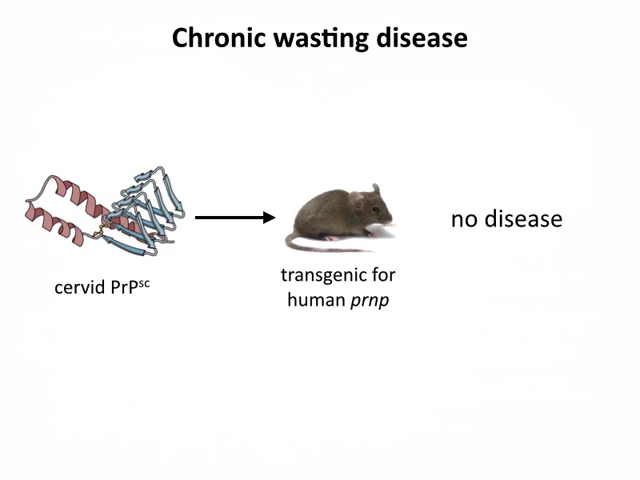 Chronic wasting disease
no disease
cervid PrPsc
transgenic for
human prnp